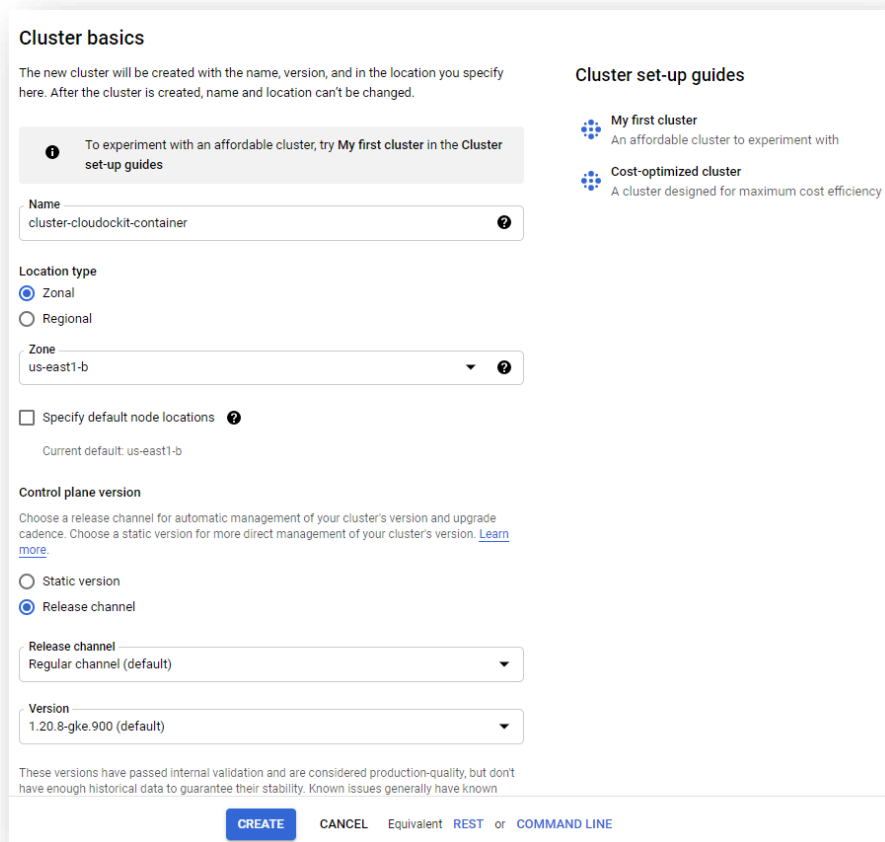 Cluster basics
The new cluster will be created with the name, version, and in the location you specify
here. After the cluster is created, name and location can't be changed.
To experiment with an affordable cluster, try My first cluster in the Cluster
set-up guides
Name
cluster-cloudockit-container
Location type
Zonal
Regional
Zone
us-east1-b
Specify default node locations
Current default: us-east1-b
Control plane version
Choose a release channel for automatic management of your cluster's version and upgrade
cadence. Choose a static version for more direct management of your cluster's version. Learn
more.
Static version
Release channel
Release channel
Regular channel (default)
Version
1.20.8-gke.900 (default)
These versions have passed internal validation and are considered production-quality, but don't
have enough historical data to guarantee their stability. Known issues generally have known
CREATE CANCEL Equivalent REST or COMMAND LINE
Cluster set-up guides
My first cluster
An affordable cluster to experiment with
Cost-optimized cluster
A cluster designed for maximum cost efficiency